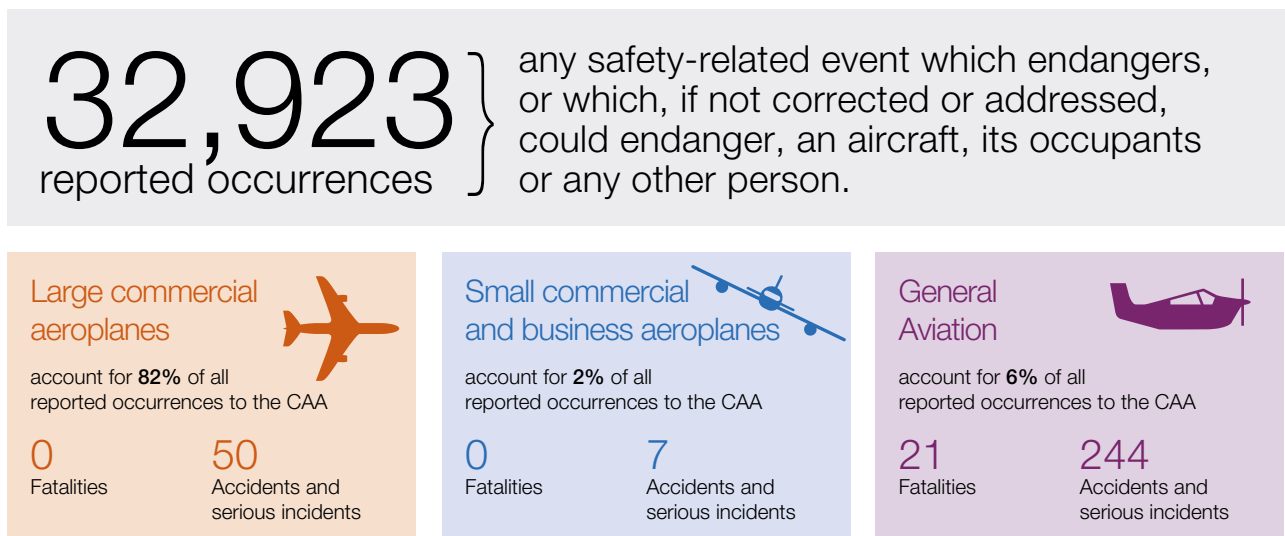 32,923
reported occurrences
any safety-related event which endangers,
or which, if not corrected or addressed,
could endanger, an aircraft, its occupants
or any other person.
Large commercial
aeroplanes
account for 82% of all
reported occurrences to the CAA
0
Fatalities
50
Accidents and
serious incidents
Small commercial
and business aeroplanes
account for 2% of all
reported occurrences to the CAA
0
Fatalities
7
Accidents and
serious incidents
General
Aviation
account for 6% of all
reported occurrences to the CAA
21
Fatalities
244
Accidents and
serious incidents